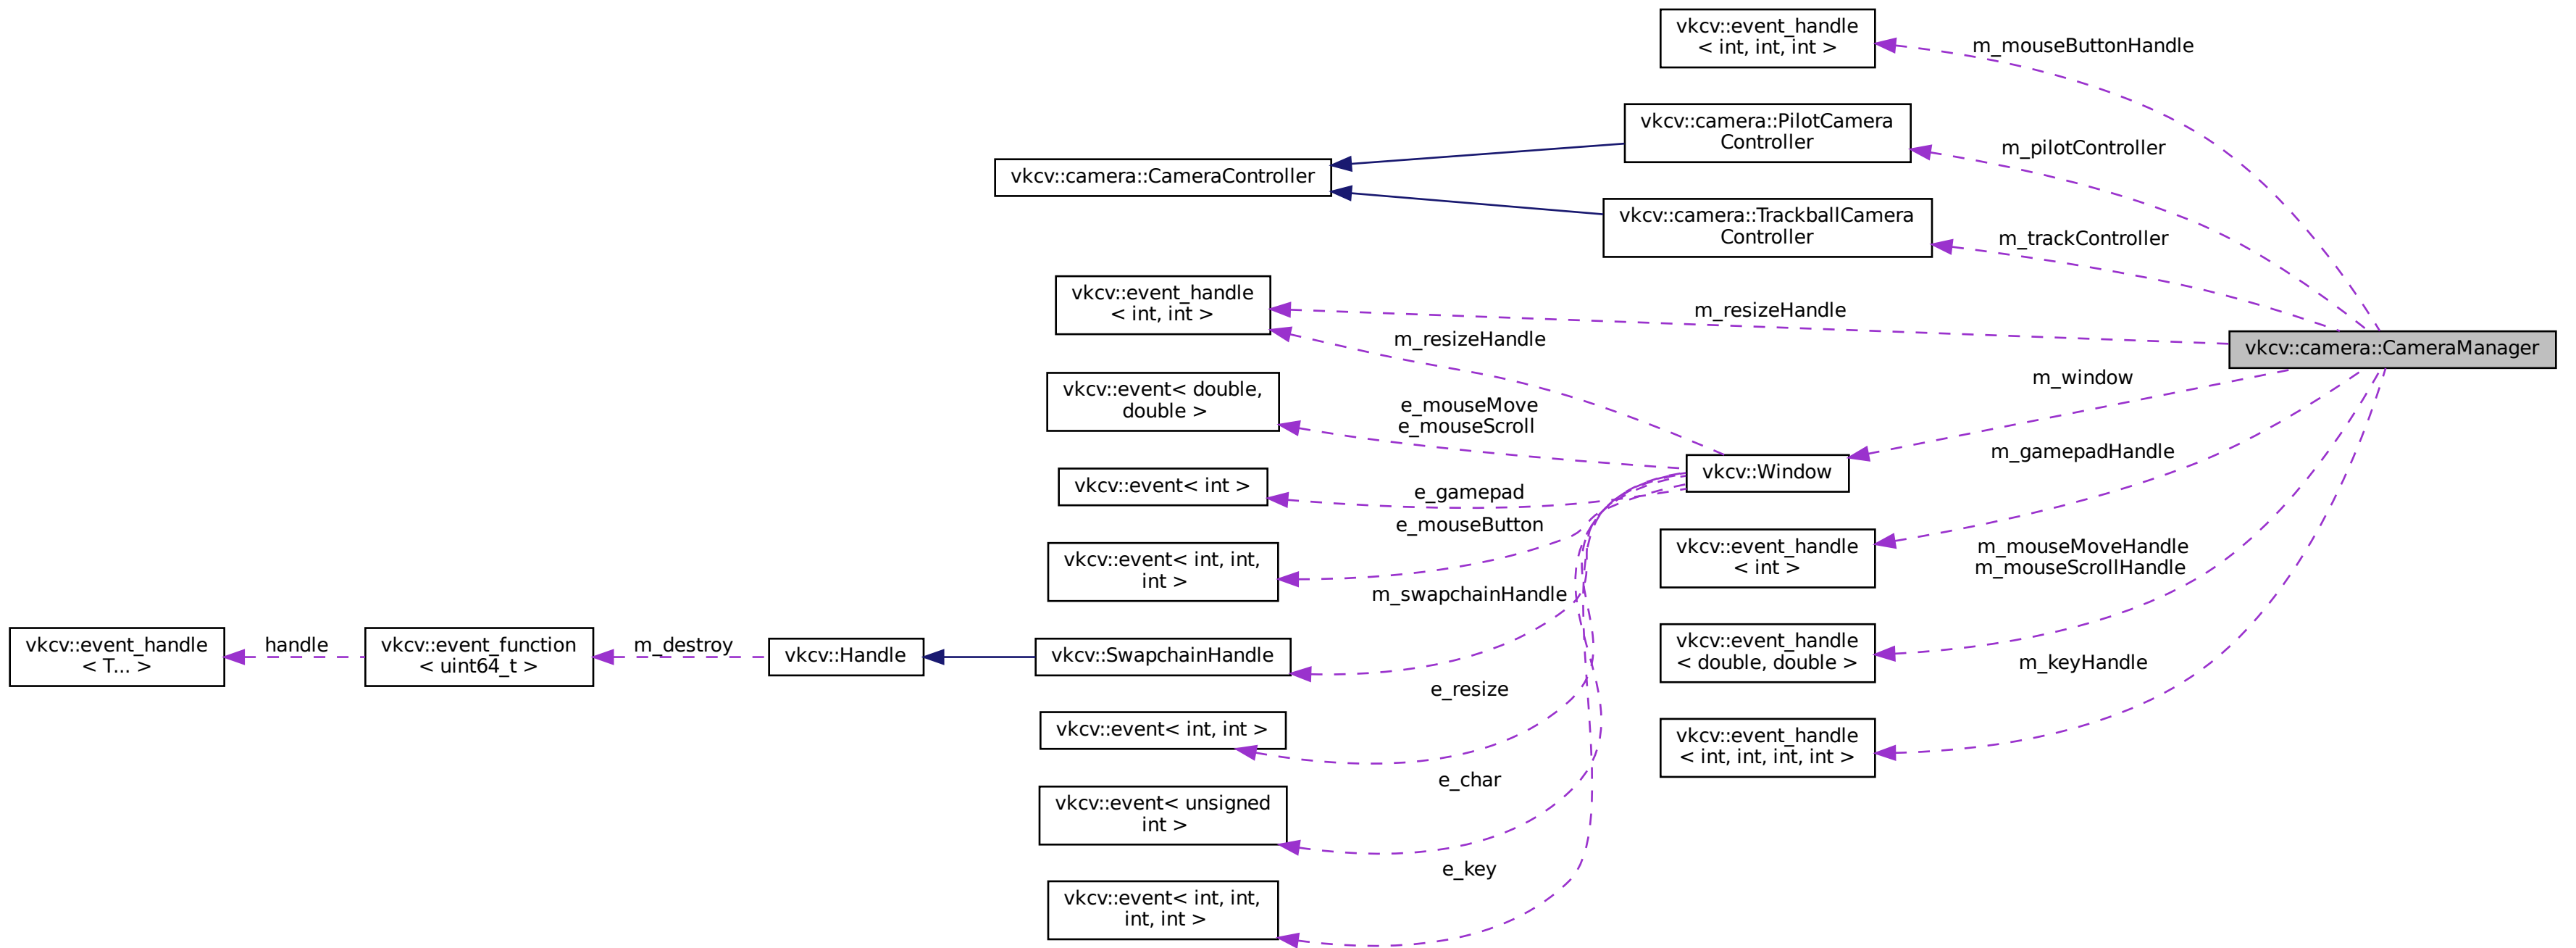 vkcv::event_handle
< int, int, int >
m_mouseButtonHandle
vkcv::camera::PilotCamera
Controller
m_pilotController
vkcv::camera::CameraController
vkcv::camera::TrackballCamera
Controller
m_trackController
vkcv::event_handle
< int, int >
m_resizeHandle
m_resizeHandle
vkcv::camera::CameraManager
vkcv::event< double,
double >
e_mouseMove
e_mouseScroll
m_window
vkcv::Window
m_gamepadHandle
vkcv::event< int >
e_gamepad
e_mouseButton
vkcv::event< int, int,
int >
vkcv::event_handle
< int >
m_mouseMoveHandle
m_mouseScrollHandle
m_swapchainHandle
vkcv::event_handle
< T... >
handle
vkcv::event_function
< uint64_t >
m_destroy
vkcv::Handle
vkcv::SwapchainHandle
vkcv::event_handle
< double, double >
m_keyHandle
e_resize
vkcv::event< int, int >
vkcv::event_handle
< int, int, int, int >
e_char
vkcv::event< unsigned
int >
e_key
vkcv::event< int, int,
int, int >